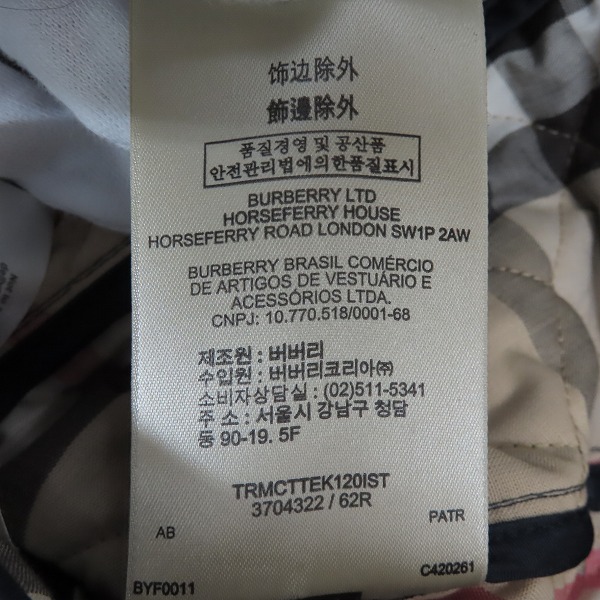 饰边除外
飾邊除外
품질경영 및 공산품
안전관리법에의한품질표시
BURBERRY LTD
HORSEFERRY HOUSE
HORSEFERRY ROAD LONDON SW1P 2AW
BURBERRY BRASIL COMÉRCIO
DE ARTIGOS DE VESTUÁRIO E
ACESSÓRIOS LTDA.
CNPJ: 10.770.518/0001-68
제조원 : 버버리
수입원 : 버버리코리아㈜
소비자상담실 : (02)511-5341
주 소 : 서울시 강남구 청담
동 90-19. 5F
TRMCTTEK120IST
3704322 / 62R
AB
PATR
BYF0011
C420261